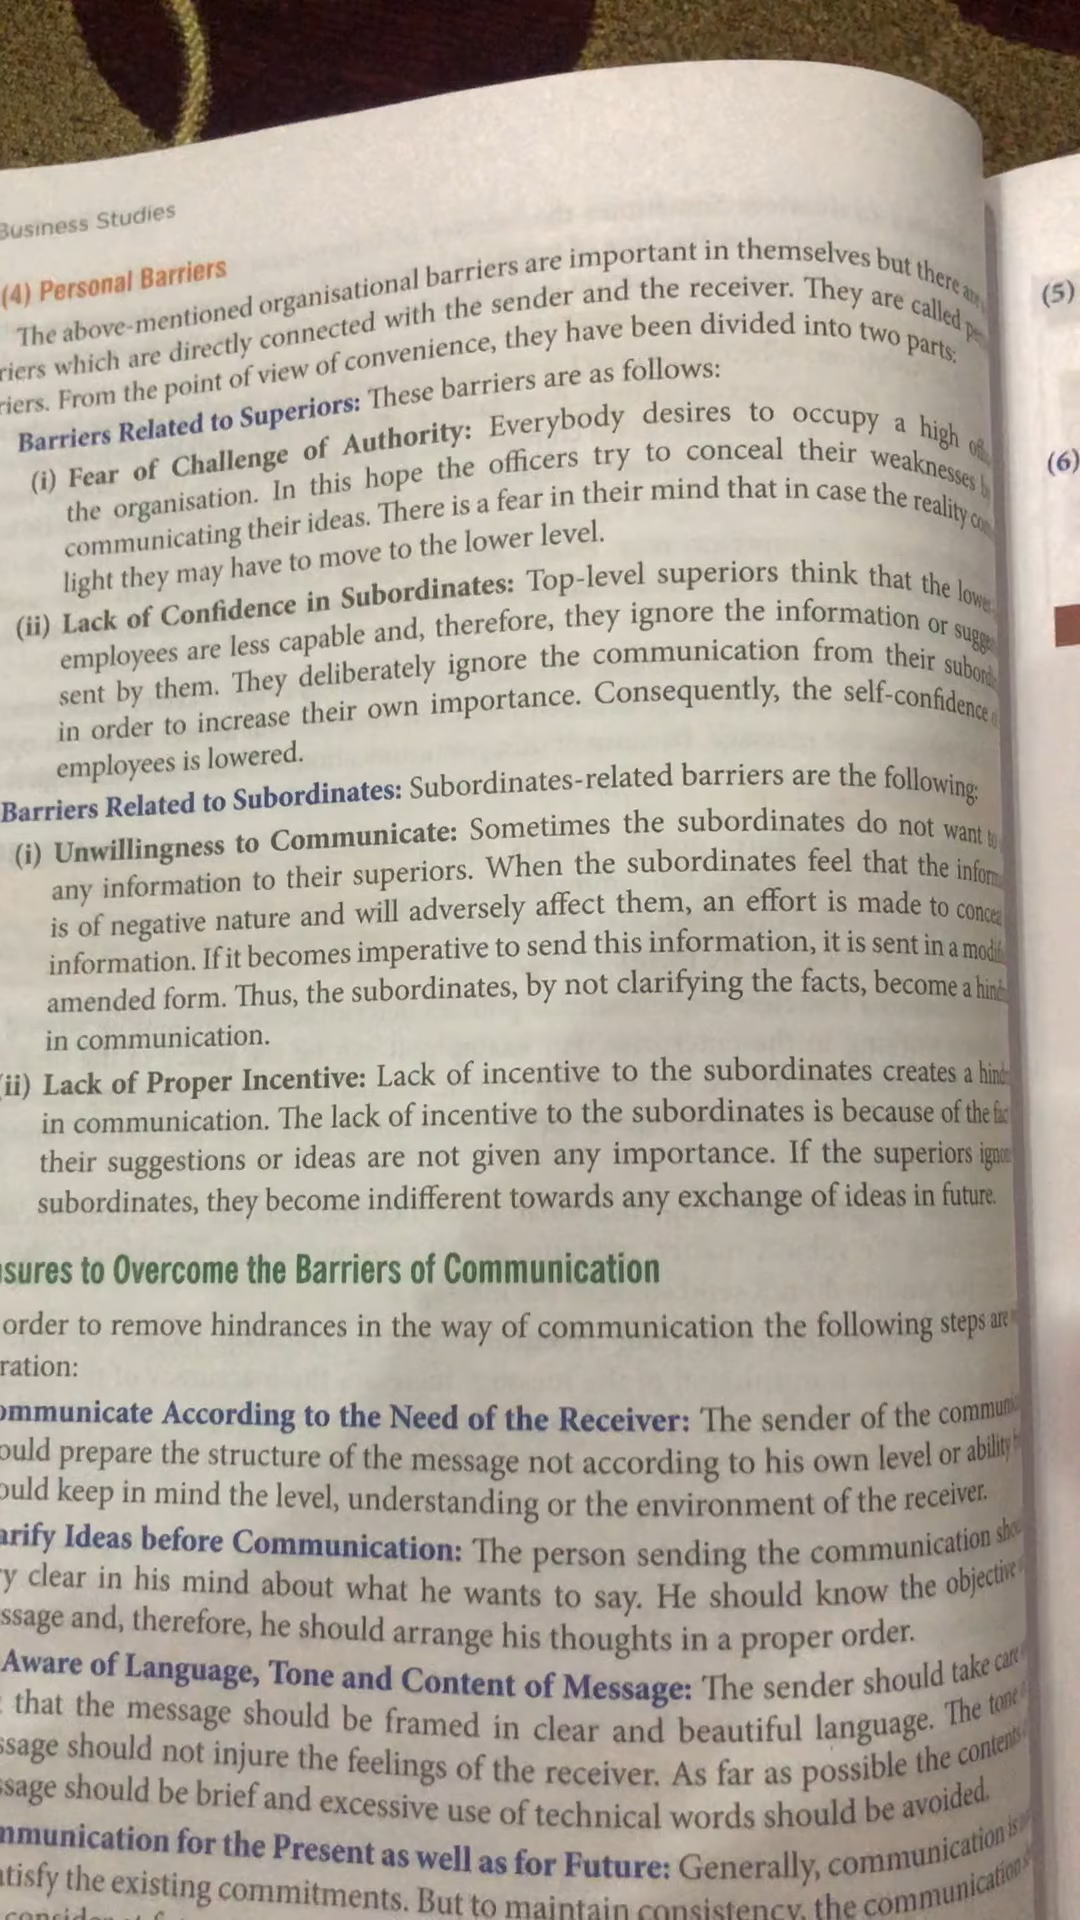 Business Studies
(4) Personal Barriers
The above-mentioned organisational barriers are important in themselves but there are
riers which are directly connected with the sender and the receiver. They are called
riers. From the point of view of convenience, they have been divided into two parts:
Barriers Related to Superiors: These barriers are as follows:
(i) Fear of Challenge of Authority: Everybody desires to occupy a high
the organisation. In this hope the officers try to conceal their weaknesses
communicating their ideas. There is a fear in their mind that in case the reality
light they may have to move to the lower level.
(ii) Lack of Confidence in Subordinates: Top-level superiors think that the
employees are less capable and, therefore, they ignore the information or
sent by them. They deliberately ignore the communication from their
in order to increase their own importance. Consequently, the self-confidence
employees is lowered.
Barriers Related to Subordinates: Subordinates-related barriers are the following:
(i) Unwillingness to Communicate: Sometimes the subordinates do not want to
any information to their superiors. When the subordinates feel that the
is of negative nature and will adversely affect them, an effort is made to
information. If it becomes imperative to send this information, it is sent in a
amended form. Thus, the subordinates, by not clarifying the facts, become a
in communication.
ii) Lack of Proper Incentive: Lack of incentive to the subordinates creates a
in communication. The lack of incentive to the subordinates is because of the
their suggestions or ideas are not given any importance. If the superiors
subordinates, they become indifferent towards any exchange of ideas in future.
sures to Overcome the Barriers of Communication
order to remove hindrances in the way of communication the following steps are
ration:
ommunicate According to the Need of the Receiver: The sender of the
ould prepare the structure of the message not according to his own level or ability
ould keep in mind the level, understanding or the environment of the receiver.
arify Ideas before Communication: The person sending the communication
y clear in his mind about what he wants to say. He should know the objective
ssage and, therefore, he should arrange his thoughts in a proper order.
Aware of Language, Tone and Content of Message: The sender should take care
that the message should be framed in clear and beautiful language. The tone
ssage should not injure the feelings of the receiver. As far as possible the contents
ssage should be brief and excessive use of technical words should be avoided.
mmunication for the Present as well as for Future: Generally, communication is
atisfy the existing commitments. But to maintain consistency, the communication
(5)
(6)